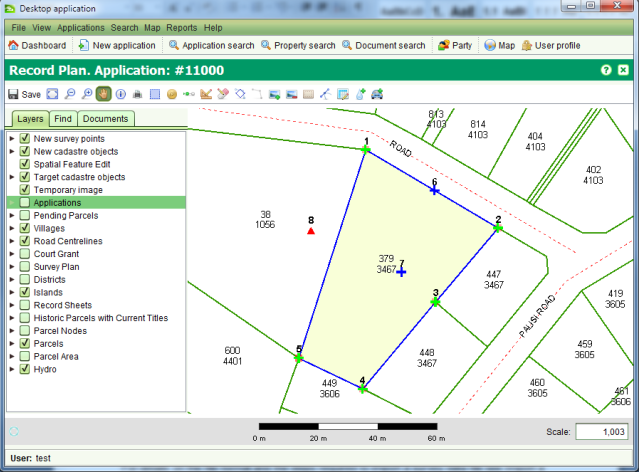 Desktop application
File View Applications Search Map Reports Help
Dashboard New application Application search Property search Document search Party Map User profile
Record Plan. Application: #11000
Save
Layers Find Documents
New survey points
New cadastre objects
Spatial Feature Edit
Target cadastre objects
Temporary image
Applications
Pending Parcels
Villages
Road Centrelines
Court Grant
Survey Plan
Districts
Islands
Record Sheets
Historic Parcels with Current Titles
Parcel Nodes
Parcels
Parcel Area
Hydro
813
4103
814
4103
404
4103
402
4103
1
ROAD
6
2
38
1056
8
379
3467
7
447
3467
3
PAUSI ROAD
419
3605
459
3605
448
3467
460
3605
461
3606
600
4401
5
449
3606
4
0 m 20 m 40 m 60 m
Scale: 1,003
User: test